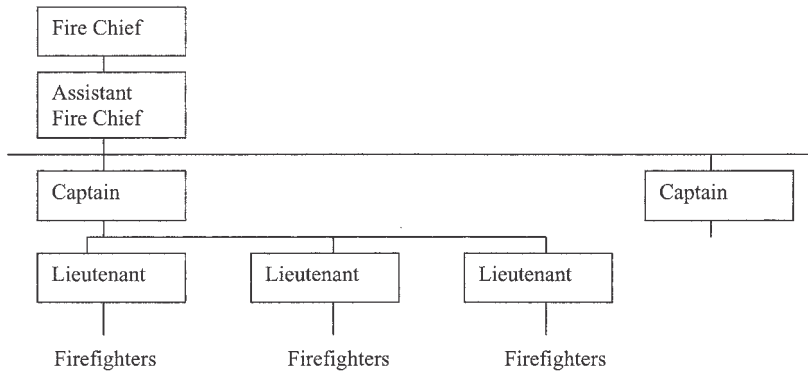 Fire Chief
Assistant
Fire Chief
Captain
Captain
Lieutenant
Lieutenant
Lieutenant
Firefighters
Firefighters
Firefighters